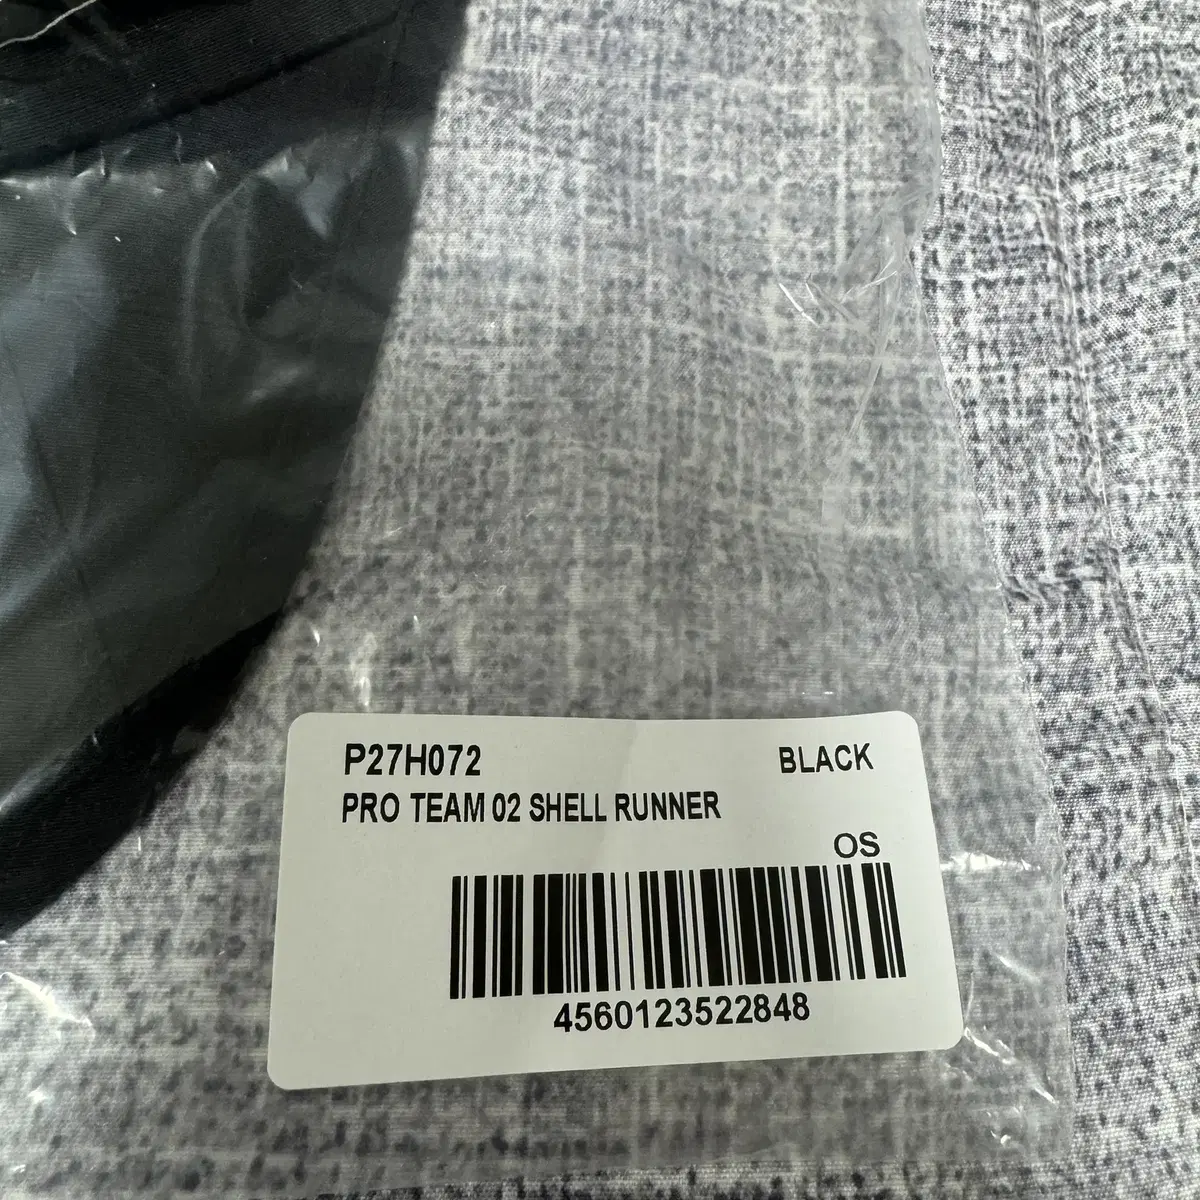 P27H072 BLACK
PRO TEAM 02 SHELL RUNNER
OS
4560123522848